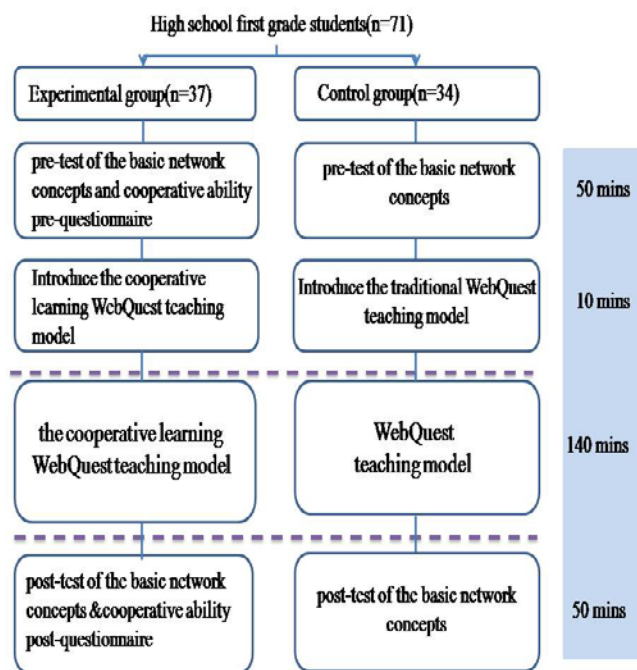 High school first grade students(n=71)
Experimental group(n=37)
Control group(n=34)
pre-test of the basic network
concepts and cooperative ability
pre-questionnaire
pre-test of the basic network
concepts
50 mins
Introduce the cooperative
learning WebQuest teaching
model
Introduce the traditional WebQuest
teaching model
10 mins
the cooperative learning
WebQuest teaching model
WebQuest
teaching model
140 mins
post-test of the basic network
concepts &cooperative ability
post-questionnaire
post-test of the basic network
concepts
50 mins